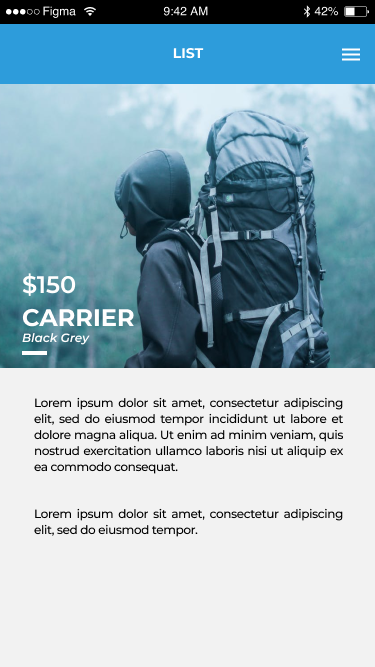 Figma 9:42 AM 42%
LIST
$150
CARRIER
Black Grey
Lorem ipsum dolor sit amet, consectetur adipiscing
elit, sed do eiusmod tempor incididunt ut labore et
dolore magna aliqua. Ut enim ad minim veniam, quis
nostrud exercitation ullamco laboris nisi ut aliquip ex
ea commodo consequat.
Lorem ipsum dolor sit amet, consectetur adipiscing
elit, sed do eiusmod tempor.